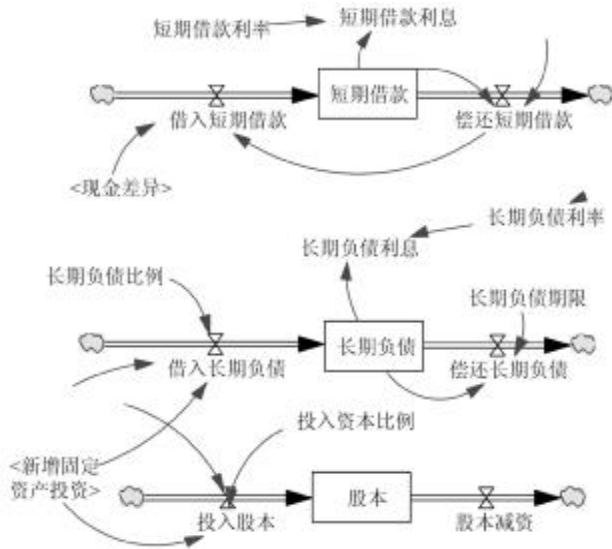 短期借款利率
短期借款利息
短期借款
借入短期借款
偿还短期借款
<现金差异>
长期负债利率
长期负债利息
长期负债比例
长期负债期限
长期负债
借入长期负债
偿还长期负债
投入资本比例
<新增固定
资产投资>
股本
投入股本
股本减资